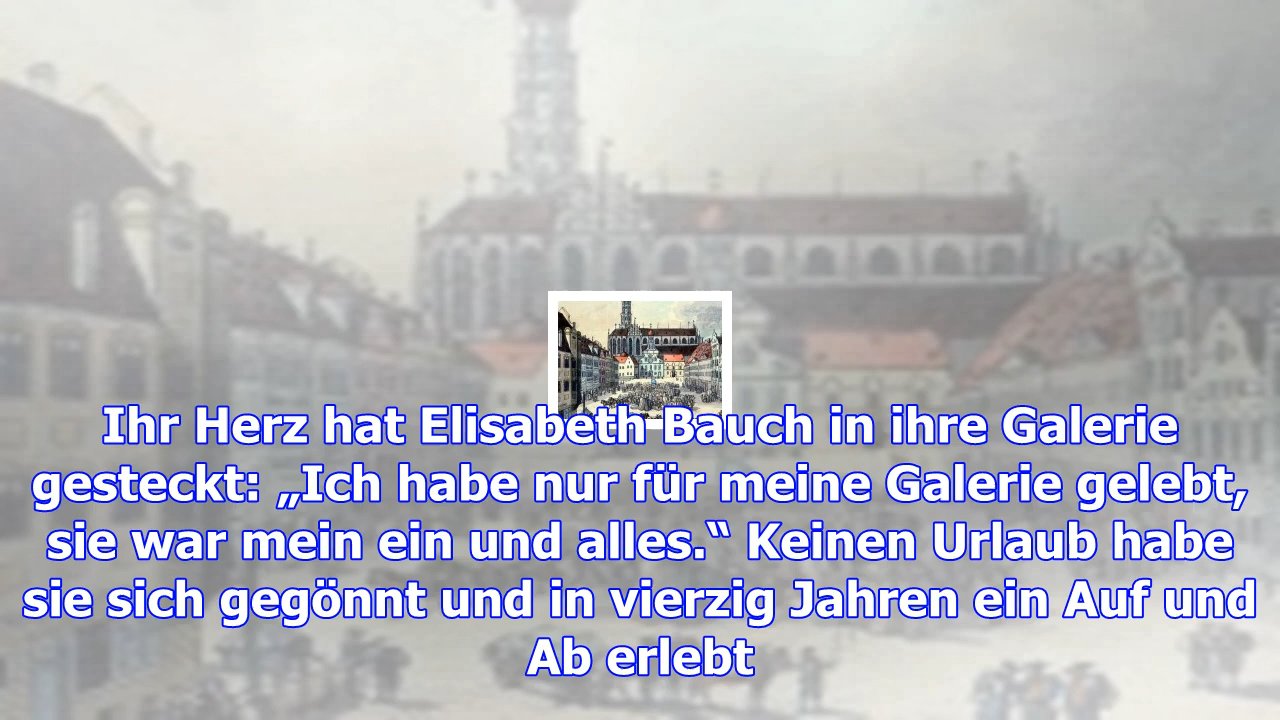 Ihr Herz hat Elisabeth Bauch in ihre Galerie
gesteckt: „Ich habe nur für meine Galerie gelebt,
sie war mein ein und alles.“ Keinen Urlaub habe
sie sich gegönnt und in vierzig Jahren ein Auf und
Ab erlebt